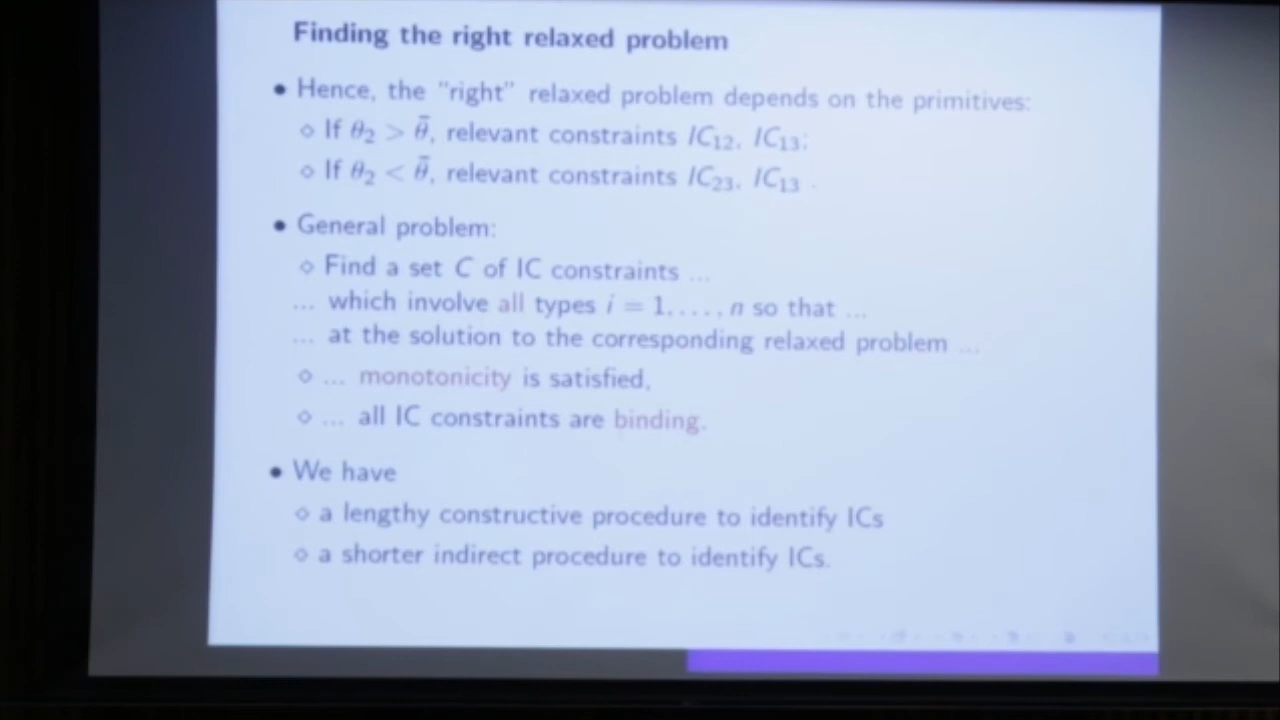 Finding the right relaxed problem
• Hence, the "right" relaxed problem depends on the primitives:
⋄ If θ₂ > θ̄, relevant constraints IC₁₂, IC₁₃;
⋄ If θ₂ < θ̄, relevant constraints IC₂₃, IC₁₃ .
• General problem:
⋄ Find a set C of IC constraints ...
... which involve all types i = 1, . . . , n so that ...
... at the solution to the corresponding relaxed problem ...
⋄ ... monotonicity is satisfied,
⋄ ... all IC constraints are binding.
• We have
⋄ a lengthy constructive procedure to identify ICs
⋄ a shorter indirect procedure to identify ICs.